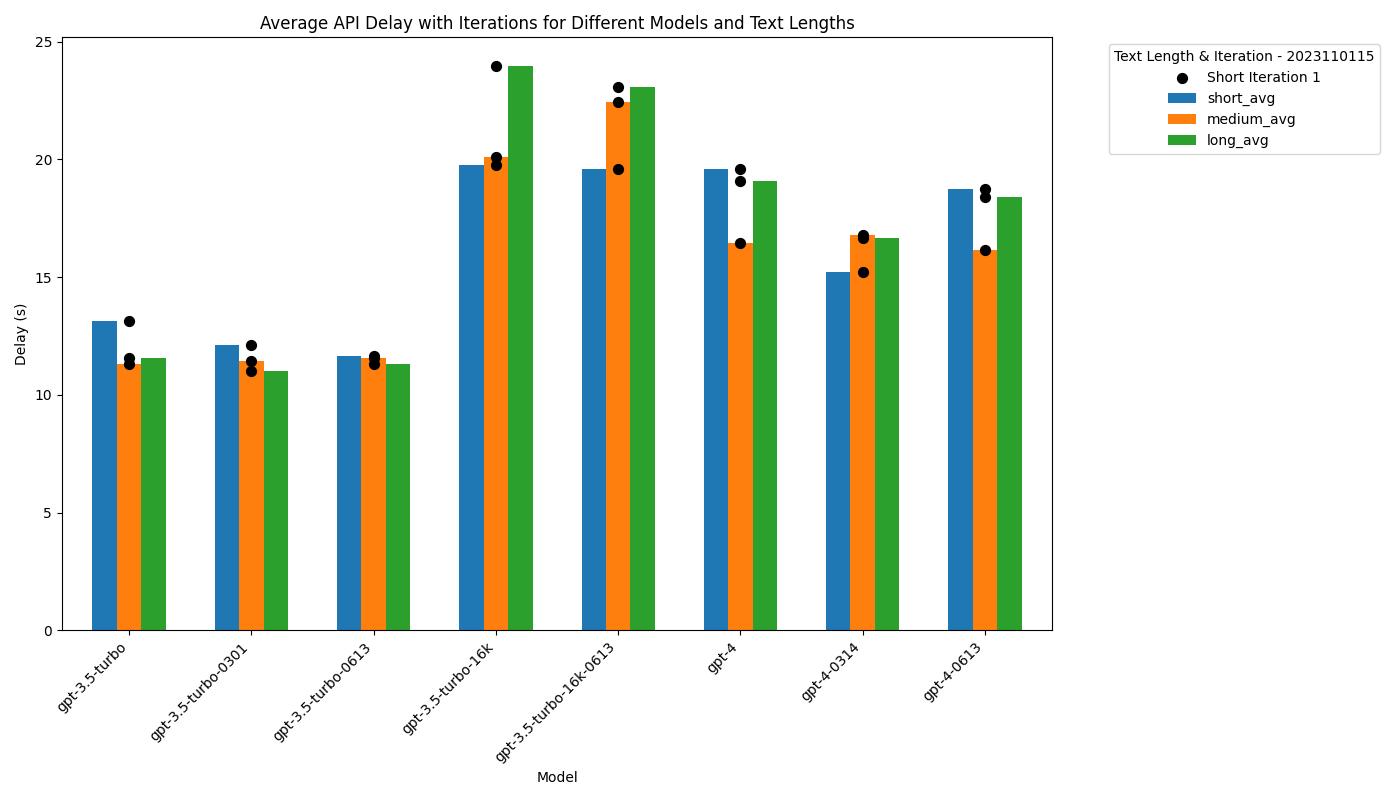 Average API Delay with Iterations for Different Models and Text Lengths
Text Length & Iteration - 2023110115
Short Iteration 1
short_avg
medium_avg
long_avg
Delay (s)
25
20
15
10
5
0
gpt-3.5-turbo
gpt-3.5-turbo-0301
gpt-3.5-turbo-0613
gpt-3.5-turbo-16k
gpt-3.5-turbo-16k-0613
gpt-4
gpt-4-0314
gpt-4-0613
Model